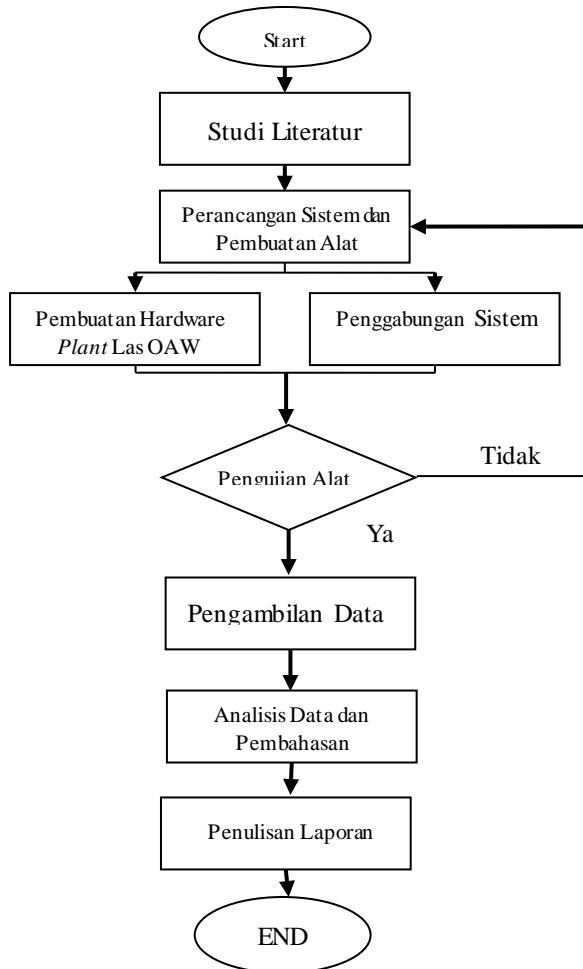 Start
Studi Literatur
Perancangan Sistem dan
Pembuatan Alat
Pembuatan Hardware
Plant Las OAW
Penggabungan Sistem
Pengujian Alat
Tidak
Ya
Pengambilan Data
Analisis Data dan
Pembahasan
Penulisan Laporan
END